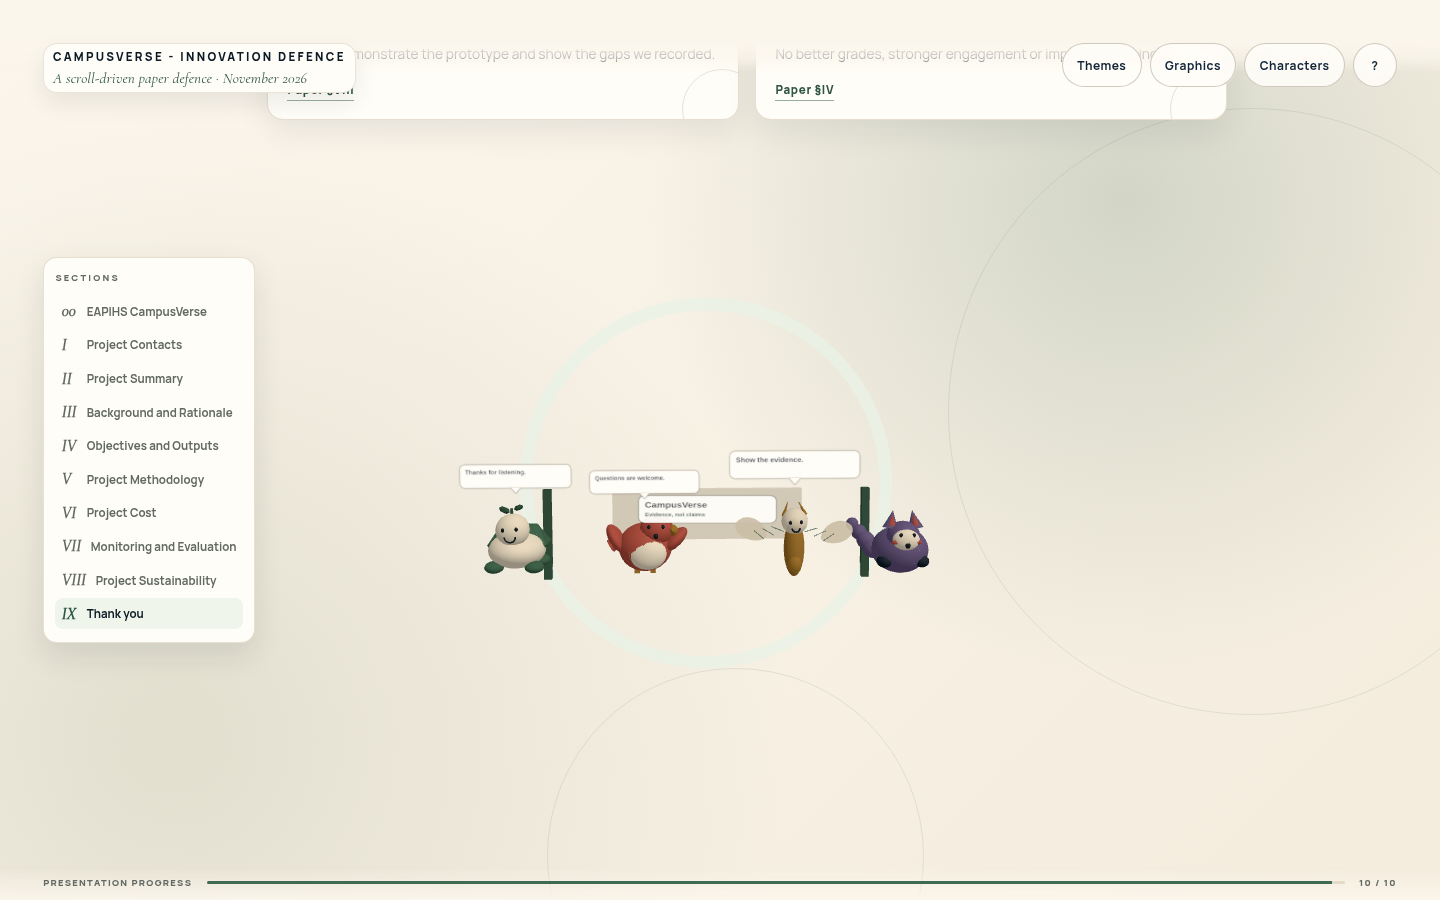 CAMPUSVERSE - INNOVATION DEFENCE
A scroll-driven paper defence · November 2026
monstrate the prototype and show the gaps we recorded.
No better grades, stronger engagement or
Paper §IV
Themes
Graphics
Characters
?
SECTIONS
00 EAPIHS CampusVerse
I Project Contacts
II Project Summary
III Background and Rationale
IV Objectives and Outputs
V Project Methodology
VI Project Cost
VII Monitoring and Evaluation
VIII Project Sustainability
IX Thank you
Thanks for listening.
Questions are welcome.
Show the evidence.
CampusVerse
Evidence, not claims
PRESENTATION PROGRESS
10 / 10